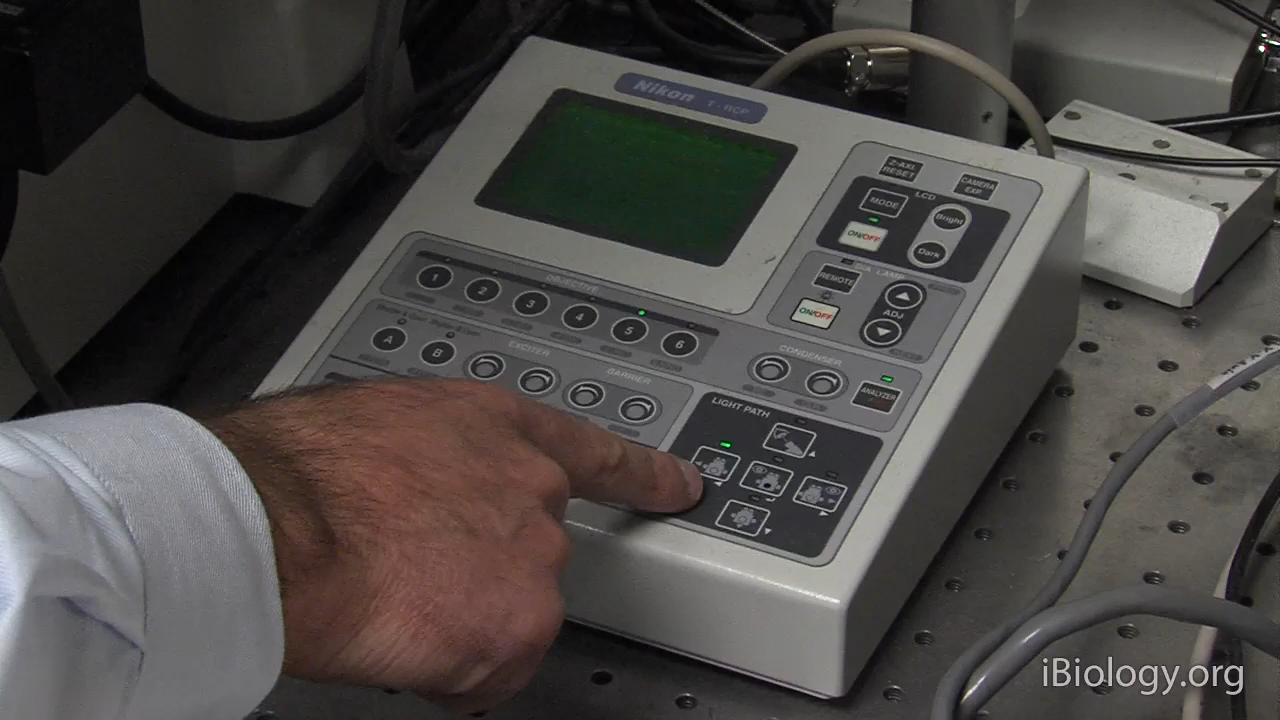 Nikon T-RCP
Z-AXI.
RESET
CAMERA
EXP.
LCD
MODE
Bright
ON/OFF
Dark
DIA. LAMP
REMOTE
ON/OFF
ADJ
OBJECTIVE
1 2 3 4 5 6
A B
EXCITER
BARRIER
CONDENSER
ANALYZER
LIGHT PATH
iBiology.org